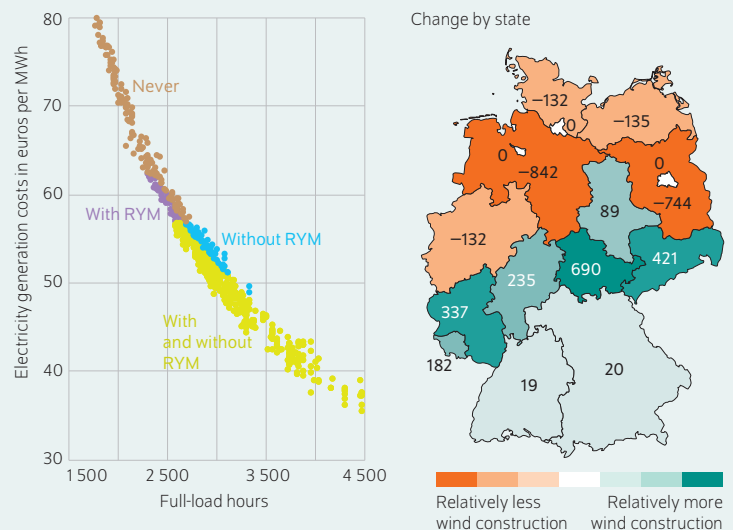 Electricity generation costs in euros per MWh
80
70
60
50
40
30
Never
With RYM
Without RYM
With
and without
RYM
1 500
2 500
3 500
4 500
Full-load hours
Change by state
–132
0
–135
0
–842
0
–744
89
–132
235
690
421
337
182
19
20
Relatively less
wind construction
Relatively more
wind construction